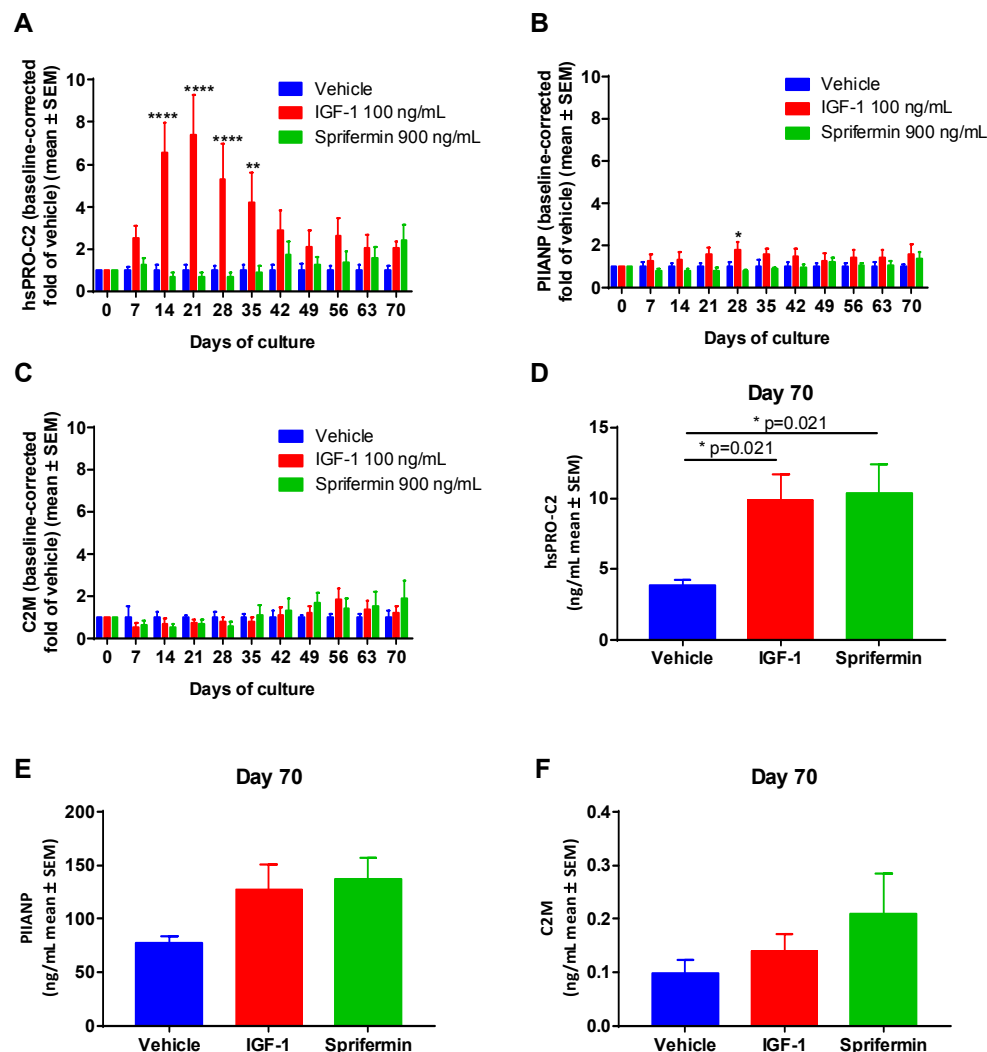 A
hsPRO-C2 (baseline-corrected
fold of vehicle) (mean ± SEM)
10
8
6
4
2
0
****
****
****
**
Vehicle
IGF-1 100 ng/mL
Sprifermin 900 ng/mL
0 7 14 21 28 35 42 49 56 63 70
Days of culture
B
PIIANP (baseline-corrected
fold of vehicle) (mean ± SEM)
10
8
6
4
2
0
*
Vehicle
IGF-1 100 ng/mL
Sprifermin 900 ng/mL
0 7 14 21 28 35 42 49 56 63 70
Days of culture
C
C2M (baseline-corrected
fold of vehicle) (mean ± SEM)
10
8
6
4
2
0
Vehicle
IGF-1 100 ng/mL
Sprifermin 900 ng/mL
0 7 14 21 28 35 42 49 56 63 70
Days of culture
D
Day 70
hsPRO-C2
(ng/mL mean ± SEM)
15
10
5
0
* p=0.021
* p=0.021
Vehicle IGF-1 Sprifermin
E
Day 70
PIIANP
(ng/mL mean ± SEM)
200
150
100
50
0
Vehicle IGF-1 Sprifermin
F
Day 70
C2M
(ng/mL mean ± SEM)
0.4
0.3
0.2
0.1
0.0
Vehicle IGF-1 Sprifermin